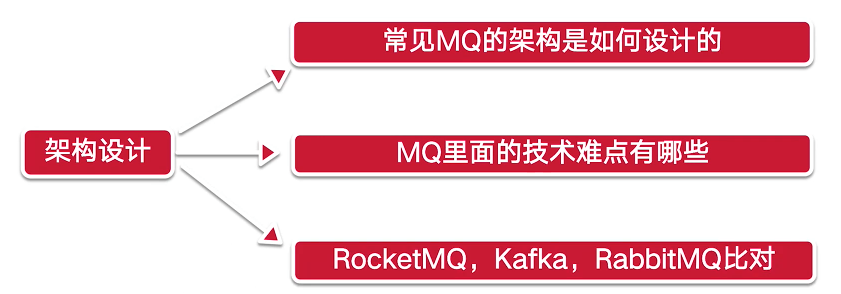 常见MQ的架构是如何设计的
架构设计
MQ里面的技术难点有哪些
RocketMQ，Kafka，RabbitMQ比对